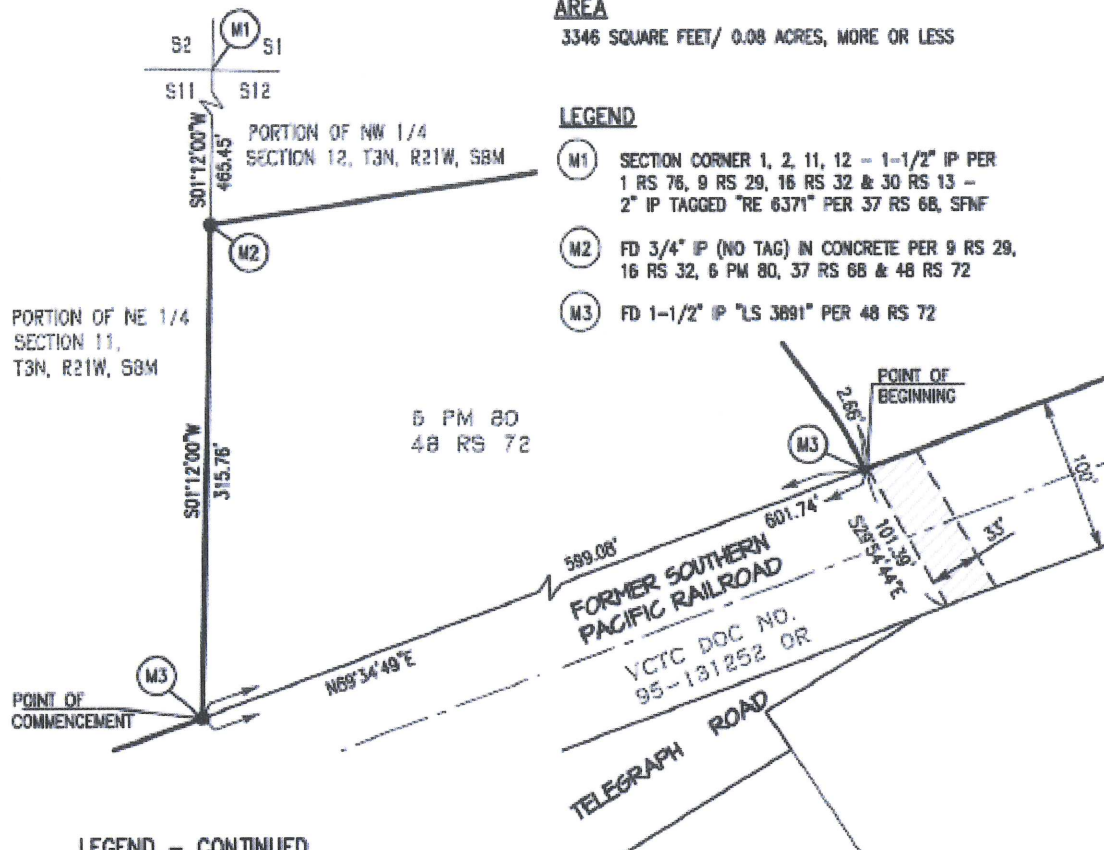 AREA
3346 SQUARE FEET/ 0.08 ACRES, MORE OR LESS
M1
S2 S1
S11 S12
S01°12'00"W
465.45'
PORTION OF NW 1/4
SECTION 12, T3N, R21W, SBM
LEGEND
M1 SECTION CORNER 1, 2, 11, 12 - 1-1/2" IP PER
1 RS 76, 9 RS 29, 16 RS 32 & 30 RS 13 -
2" IP TAGGED "RE 6371" PER 37 RS 68, SFNF
M2 FD 3/4" IP (NO TAG) IN CONCRETE PER 9 RS 29,
16 RS 32, 6 PM 80, 37 RS 68 & 48 RS 72
M3 FD 1-1/2" IP "LS 3891" PER 48 RS 72
M2
PORTION OF NE 1/4
SECTION 11,
T3N, R21W, SBM
S01°12'00"W
315.76'
6 PM 80
48 RS 72
POINT OF
BEGINNING
2.66'
M3
100'
601.74'
101.39'
S29°54'44"E
33'
599.08'
FORMER SOUTHERN
PACIFIC RAILROAD
VCTC DOC NO.
95-131252 OR
N69°34'49"E
M3
POINT OF
COMMENCEMENT
TELEGRAPH ROAD
LEGEND - CONTINUED